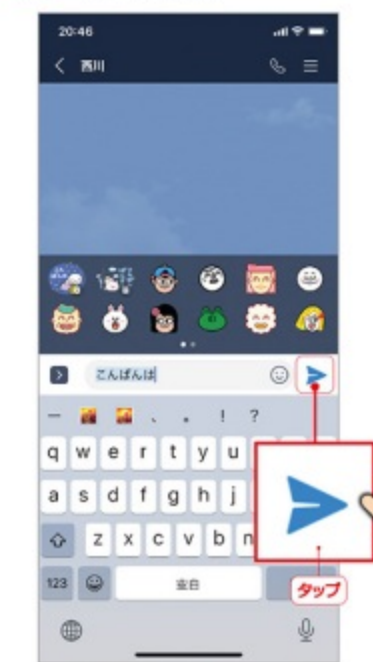 20:46
西川
こんばんは
ー 、 。 ! ?
q w e r t y u
a s d f g h j
z x c v b n
123 空白
タップ